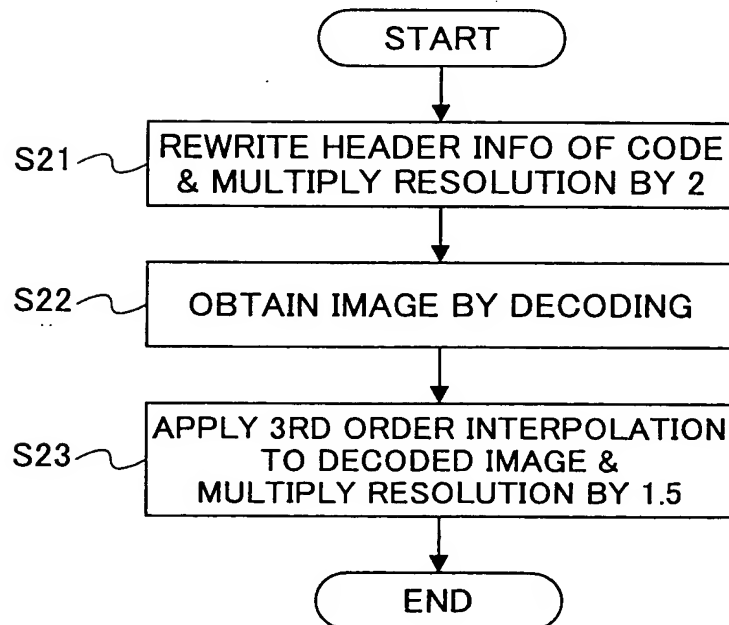 START
S21
REWRITE HEADER INFO OF CODE
& MULTIPLY RESOLUTION BY 2
S22
OBTAIN IMAGE BY DECODING
S23
APPLY 3RD ORDER INTERPOLATION
TO DECODED IMAGE &
MULTIPLY RESOLUTION BY 1.5
END